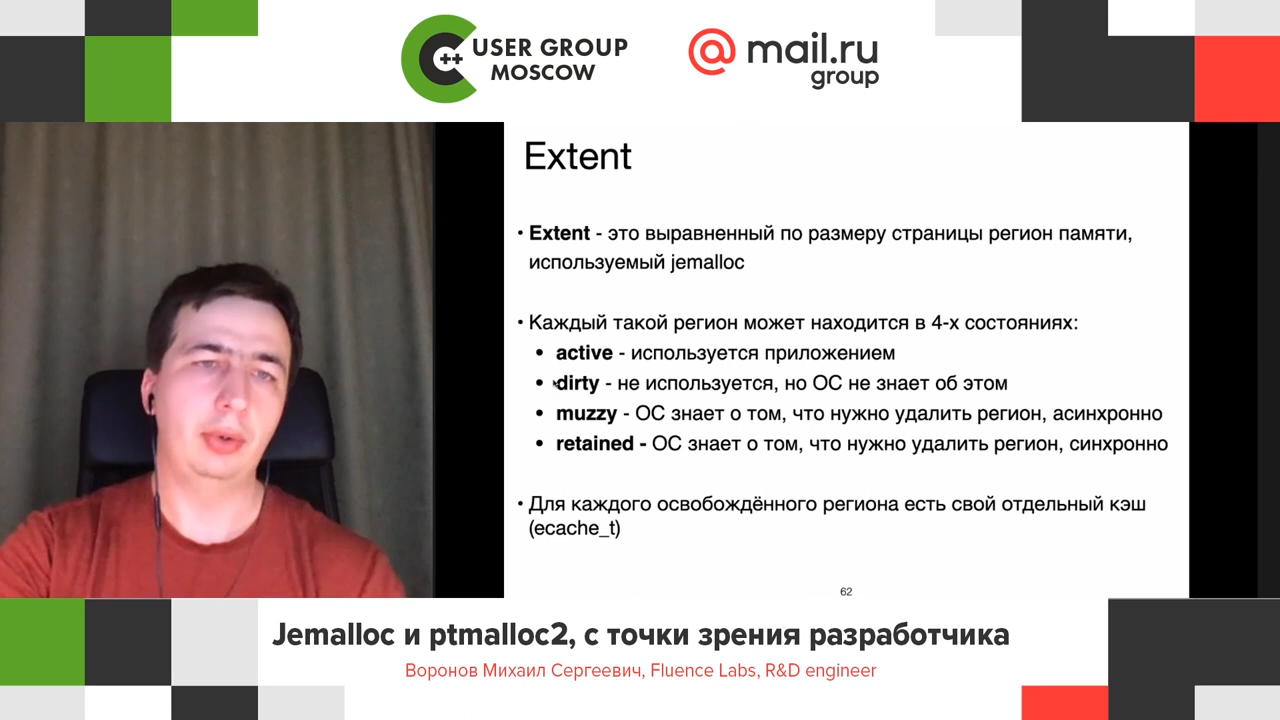 C++ USER GROUP
MOSCOW
@mail.ru
group
Extent
• Extent - это выравненный по размеру страницы регион памяти,
используемый jemalloc
• Каждый такой регион может находится в 4-х состояниях:
• active - используется приложением
• dirty - не используется, но ОС не знает об этом
• muzzy - ОС знает о том, что нужно удалить регион, асинхронно
• retained - ОС знает о том, что нужно удалить регион, синхронно
• Для каждого освобождённого региона есть свой отдельный кэш
(ecache_t)
62
Jemalloc и ptmalloc2, с точки зрения разработчика
Воронов Михаил Сергеевич, Fluence Labs, R&D engineer